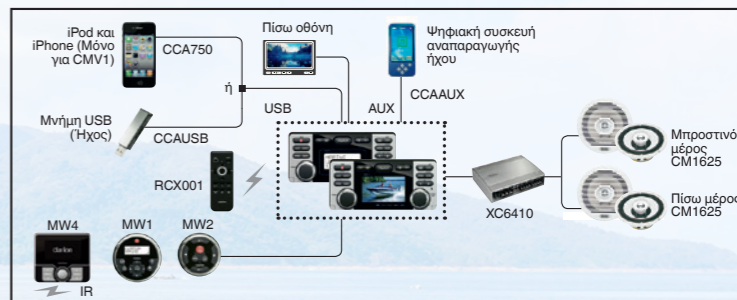 iPod και
iPhone (Μόνο
για CMV1)
CCA750
Πίσω οθόνη
Ψηφιακή συσκευή
αναπαραγωγής
ήχου
ή
USB
AUX
CCAAUX
Μνήμη USB
(Ήχος)
CCAUSB
RCX001
XC6410
Μπροστινό
μέρος
CM1625
Πίσω μέρος
CM1625
MW4
MW1
MW2
Clarion
IR